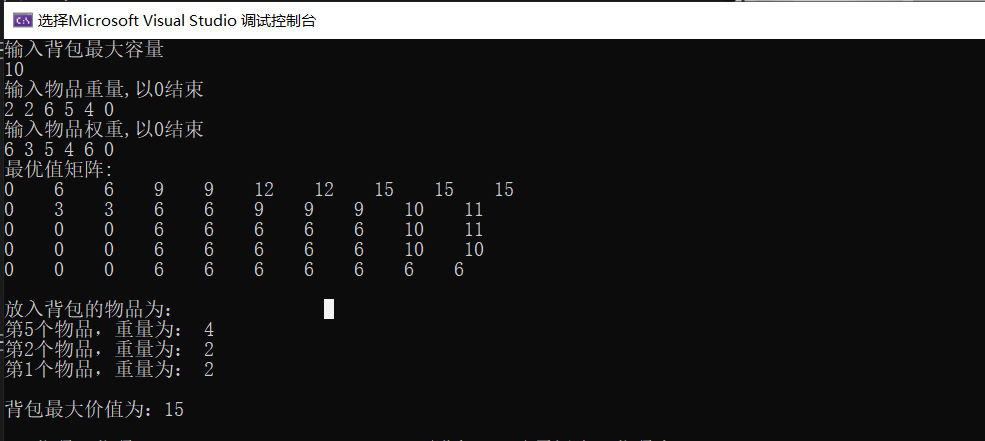 选择Microsoft Visual Studio 调试控制台
输入背包最大容量
10
输入物品重量,以0结束
2 2 6 5 4 0
输入物品权重,以0结束
6 3 5 4 6 0
最优值矩阵:
0 6 6 9 9 12 12 15 15 15
0 3 3 6 6 9 9 9 10 11
0 0 0 6 6 6 6 6 10 11
0 0 0 6 6 6 6 6 10 10
0 0 0 6 6 6 6 6 6 6
放入背包的物品为：
第5个物品，重量为： 4
第2个物品，重量为： 2
第1个物品，重量为： 2
背包最大价值为：15